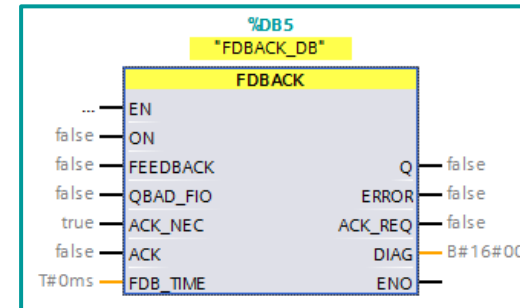 %DB5
"FDBACK_DB"
FDBACK
... EN
false ON
false FEEDBACK Q false
false QBAD_FIO ERROR false
true ACK_NEC ACK_REQ false
false ACK DIAG B#16#00
T#0ms FDB_TIME ENO